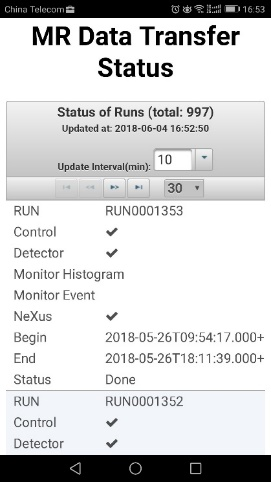 China Telecom 16:53
MR Data Transfer
Status
Status of Runs (total: 997)
Updated at: 2018-06-04 16:52:50
Update Interval(min): 10
30
RUN RUN0001353
Control ✔
Detector ✔
Monitor Histogram
Monitor Event
NeXus ✔
Begin 2018-05-26T09:54:17.000+
End 2018-05-26T18:11:39.000+
Status Done
RUN RUN0001352
Control ✔
Detector ✔